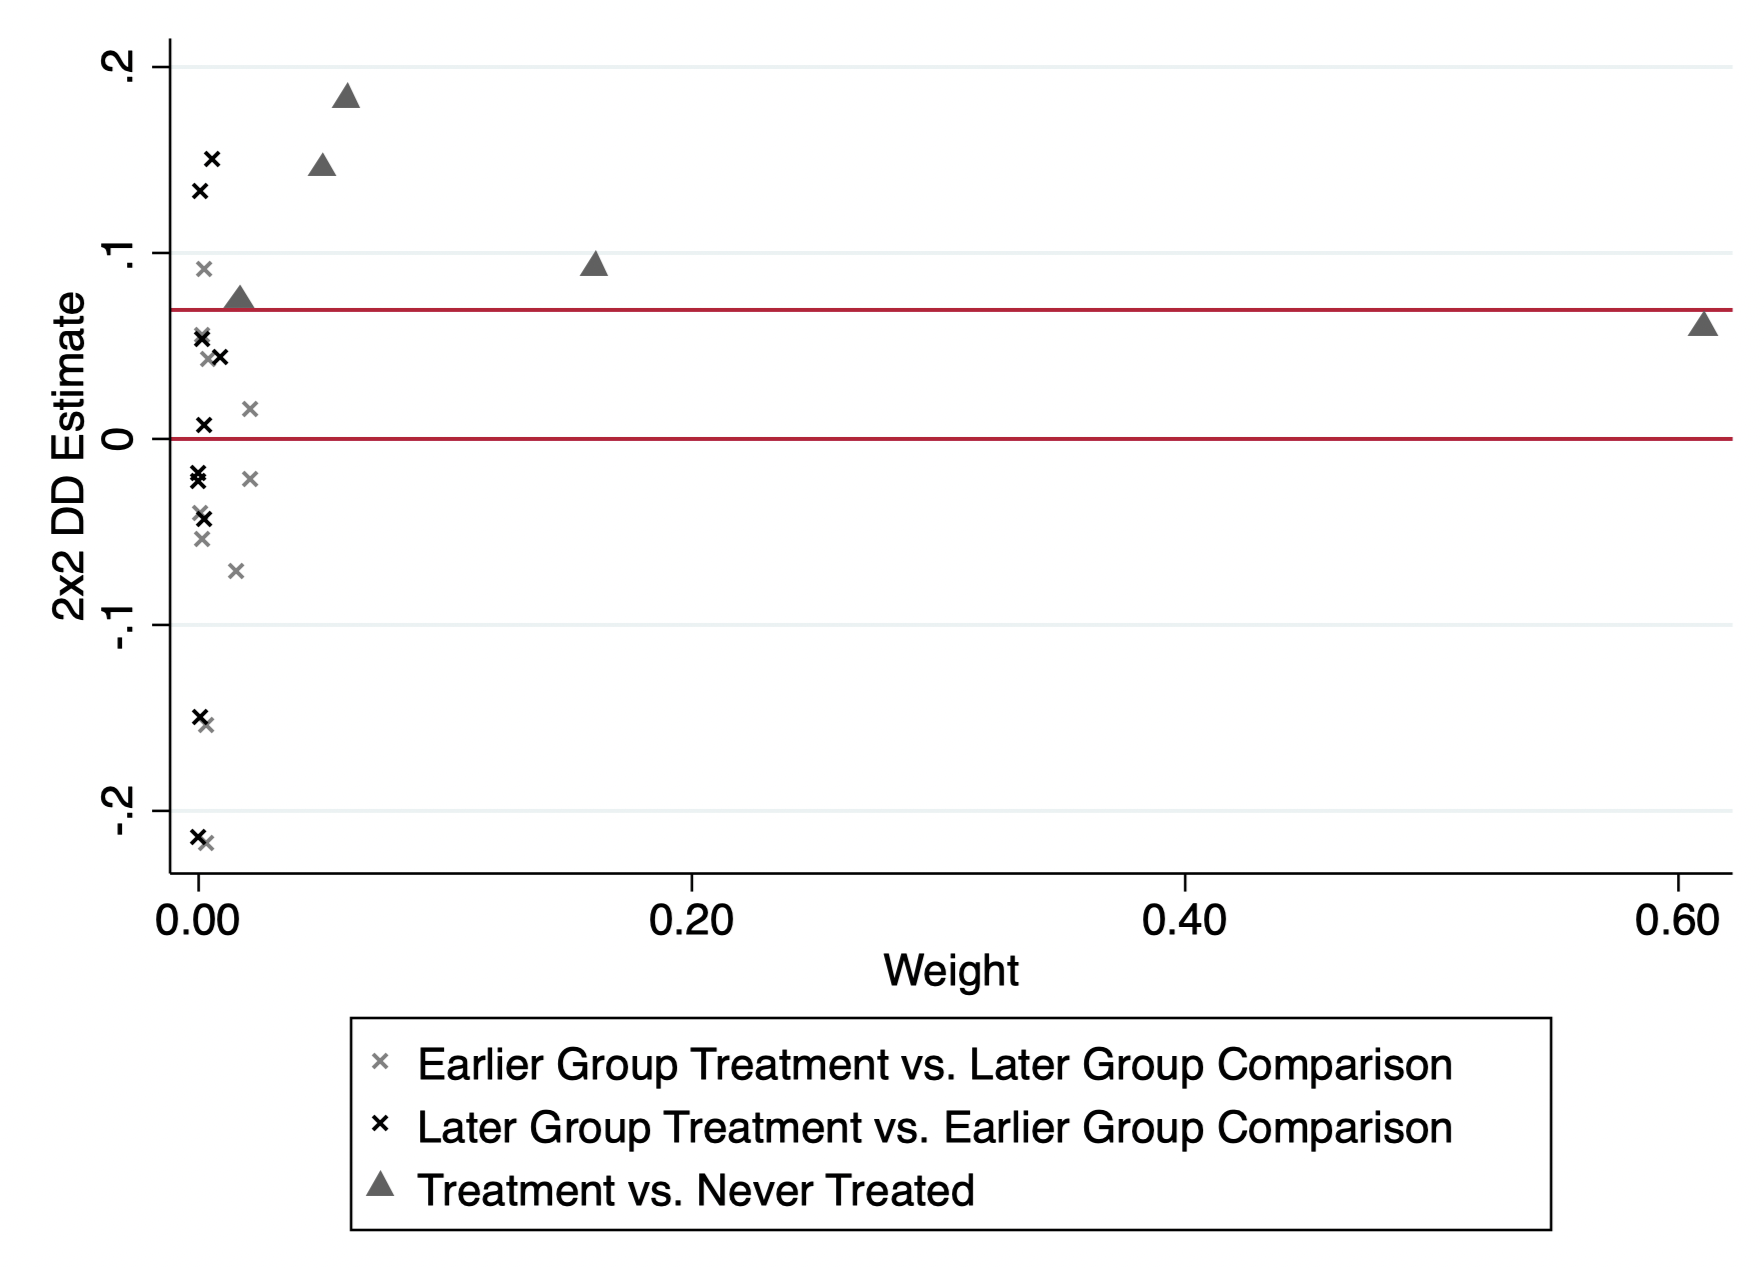 2x2 DD Estimate
.2
.1
0
-.1
-.2
0.00 0.20 0.40 0.60
Weight
Earlier Group Treatment vs. Later Group Comparison
Later Group Treatment vs. Earlier Group Comparison
Treatment vs. Never Treated